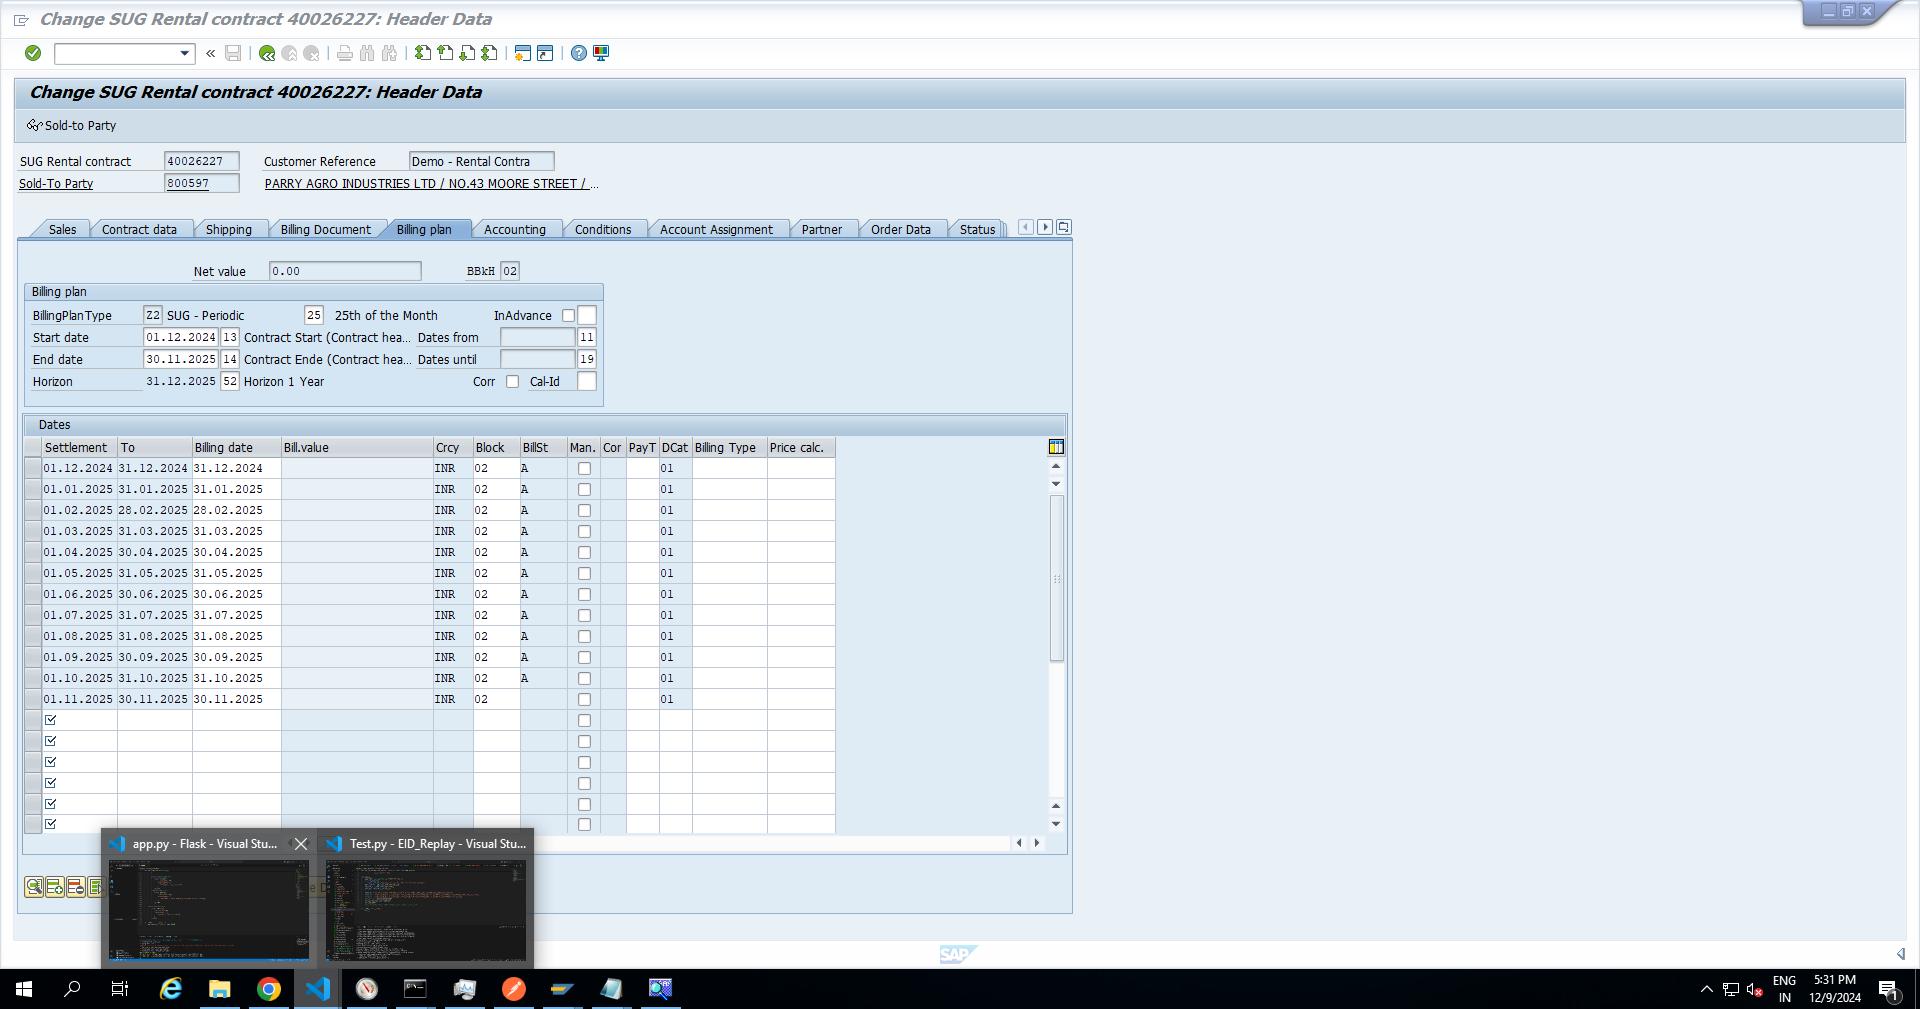 Change SUG Rental contract 40026227: Header Data
Change SUG Rental contract 40026227: Header Data
Sold-to Party
SUG Rental contract 40026227 Customer Reference Demo - Rental Contra
Sold-To Party 800597 PARRY AGRO INDUSTRIES LTD / NO.43 MOORE STREET / ...
Sales Contract data Shipping Billing Document Billing plan Accounting Conditions Account Assignment Partner Order Data Status
Net value 0.00 BBkH 02
Billing plan
BillingPlanType Z2 SUG - Periodic 25 25th of the Month InAdvance
Start date 01.12.2024 13 Contract Start (Contract hea... Dates from 11
End date 30.11.2025 14 Contract Ende (Contract hea... Dates until 19
Horizon 31.12.2025 52 Horizon 1 Year Corr Cal-Id
Dates
Settlement To Billing date Bill.value Crcy Block BillSt Man. Cor PayT DCat Billing Type Price calc.
01.12.2024 31.12.2024 31.12.2024 INR 02 A 01
01.01.2025 31.01.2025 31.01.2025 INR 02 A 01
01.02.2025 28.02.2025 28.02.2025 INR 02 A 01
01.03.2025 31.03.2025 31.03.2025 INR 02 A 01
01.04.2025 30.04.2025 30.04.2025 INR 02 A 01
01.05.2025 31.05.2025 31.05.2025 INR 02 A 01
01.06.2025 30.06.2025 30.06.2025 INR 02 A 01
01.07.2025 31.07.2025 31.07.2025 INR 02 A 01
01.08.2025 31.08.2025 31.08.2025 INR 02 A 01
01.09.2025 30.09.2025 30.09.2025 INR 02 A 01
01.10.2025 31.10.2025 31.10.2025 INR 02 A 01
01.11.2025 30.11.2025 30.11.2025 INR 02 01
app.py - Flask - Visual Stu... Test.py - EID_Replay - Visual Stu...
SAP
ENG 5:31 PM
IN 12/9/2024 1